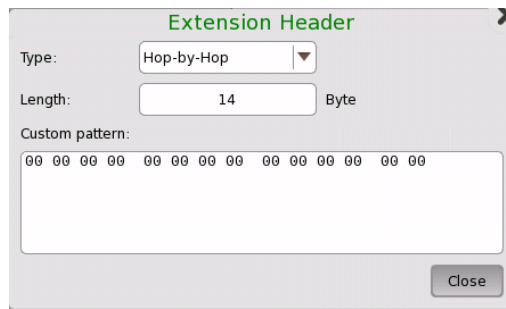 Extension Header
Type: Hop-by-Hop
Length: 14 Byte
Custom pattern:
00 00 00 00 00 00 00 00 00 00 00 00 00 00
Close